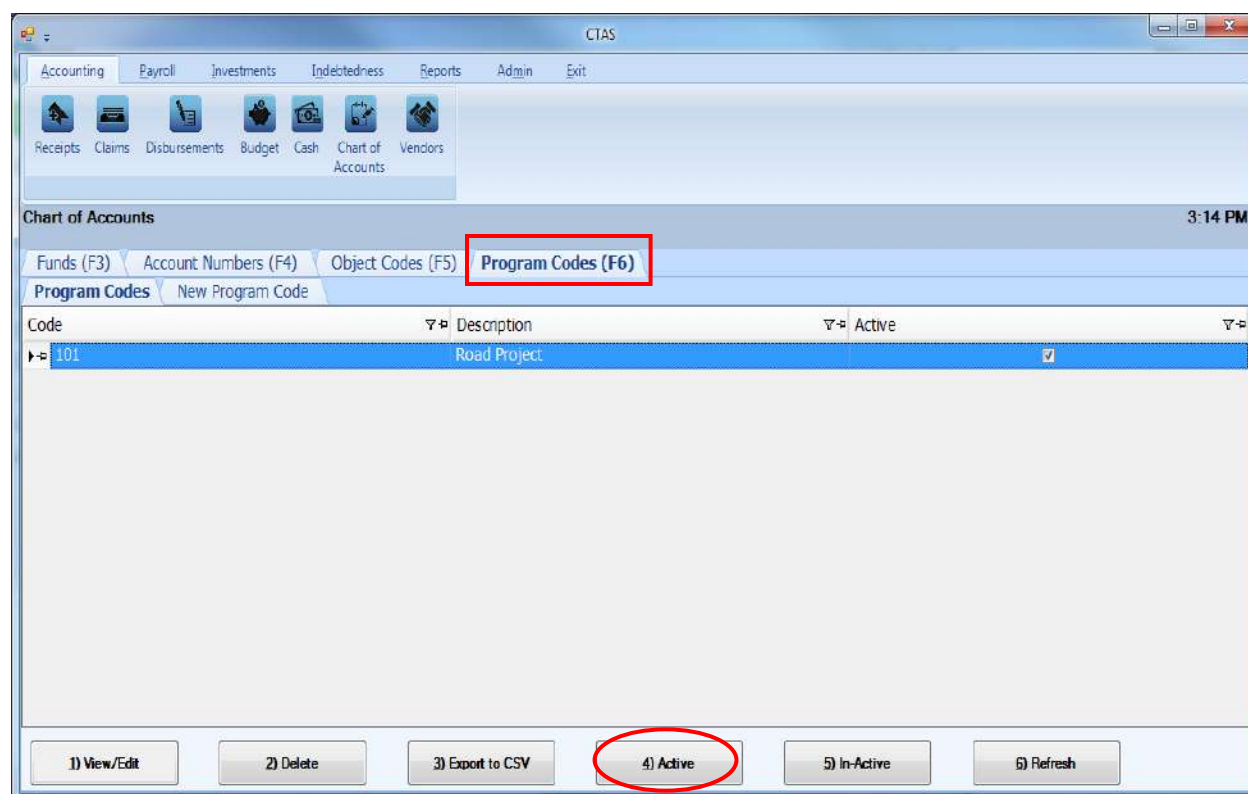 CTAS
Accounting Payroll Investments Indebtedness Reports Admin Exit
Receipts Claims Disbursements Budget Cash Chart of Accounts Vendors
Chart of Accounts 3:14 PM
Funds (F3) Account Numbers (F4) Object Codes (F5) Program Codes (F6)
Program Codes New Program Code
Code Description Active
101 Road Project
1) View/Edit 2) Delete 3) Export to CSV 4) Active 5) In-Active 6) Refresh